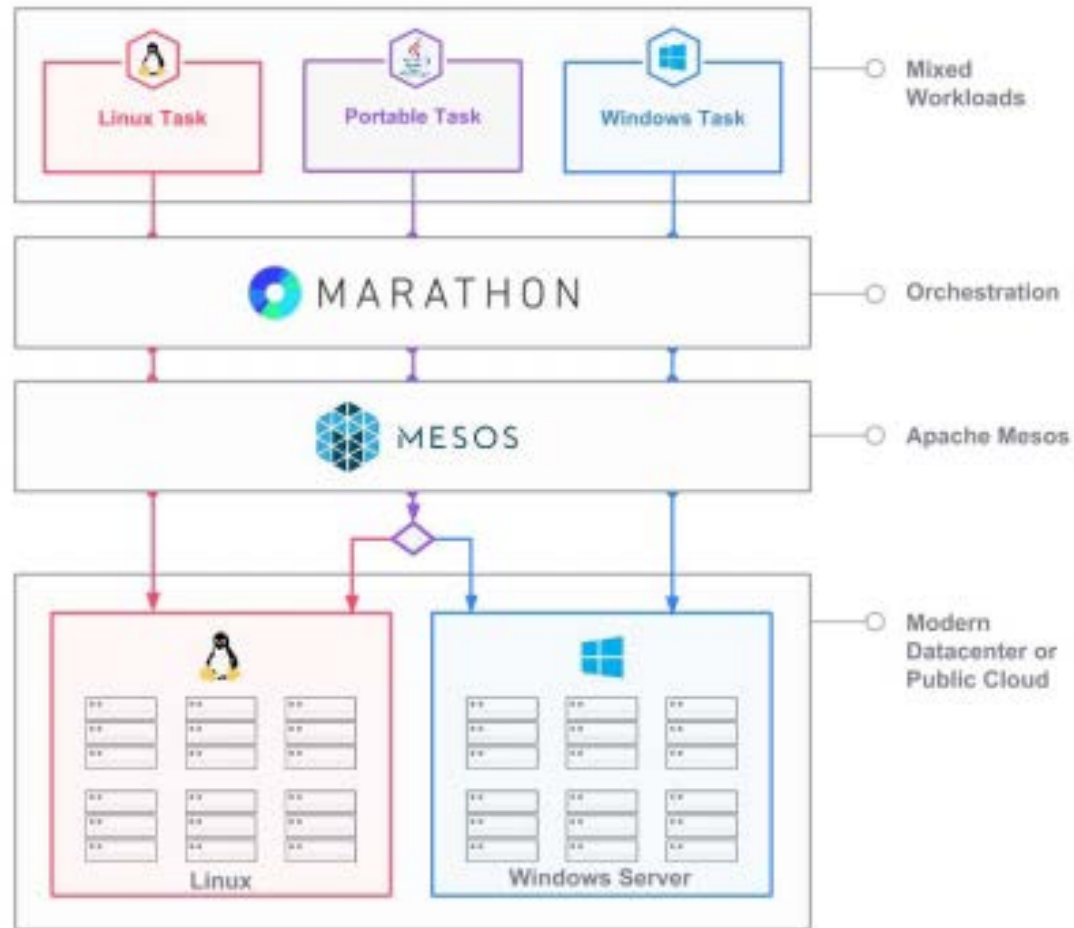 Linux Task
Portable Task
Windows Task
Mixed
Workloads
MARATHON
Orchestration
MESOS
Apache Mesos
Modern
Datacenter or
Public Cloud
Linux
Windows Server